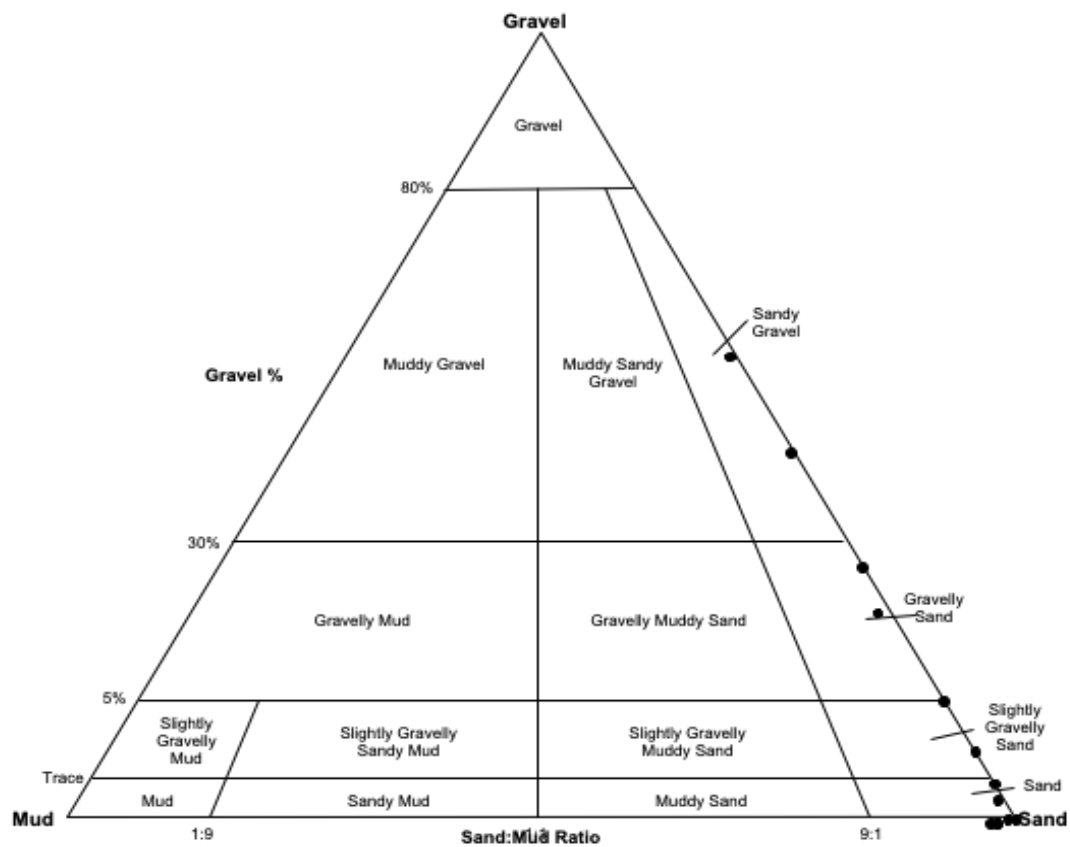 Gravel
Gravel
80%
Sandy
Gravel
Muddy Gravel
Muddy Sandy
Gravel
Gravel %
30%
Gravelly
Sand
Gravelly Mud
Gravelly Muddy Sand
5%
Slightly
Gravelly
Mud
Slightly Gravelly
Sandy Mud
Slightly Gravelly
Muddy Sand
Slightly
Gravelly
Sand
Trace
Mud
Mud
Sandy Mud
Muddy Sand
Sand
Sand
1:9
Sand:Mud Ratio
9:1